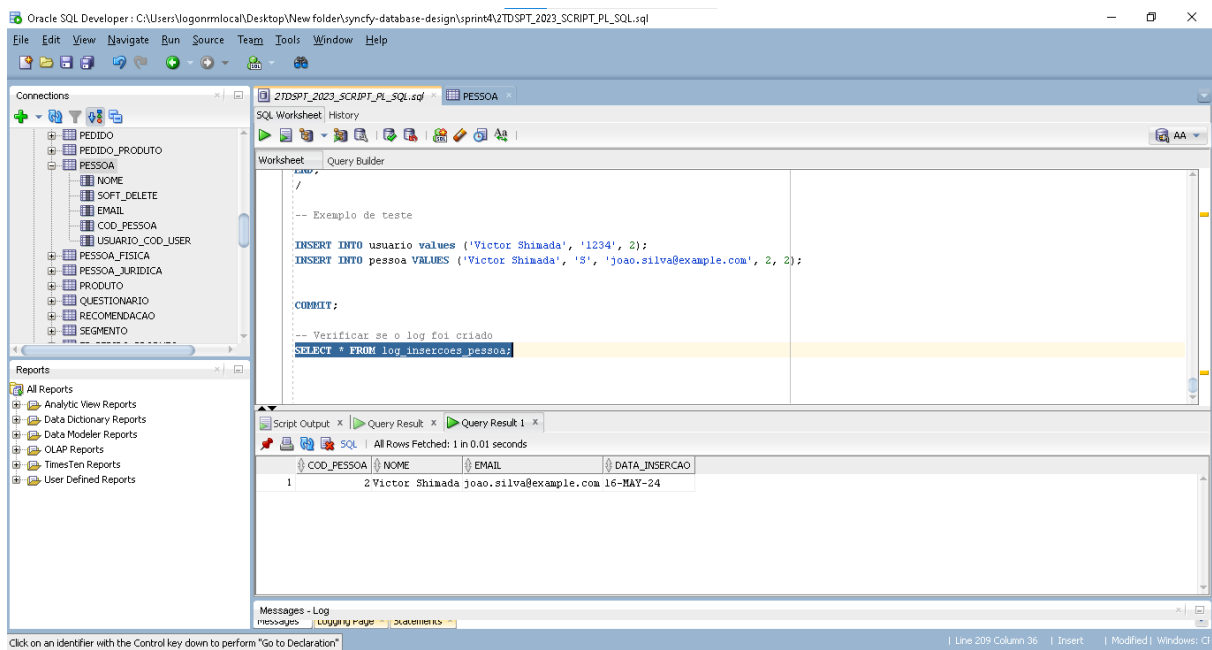 Oracle SQL Developer : C:\Users\logonrmlocal\Desktop\New folder\syncfy-database-design\sprint4\2TDSPT_2023_SCRIPT_PL_SQL.sql
File Edit View Navigate Run Source Team Tools Window Help
Connections
PEDIDO
PEDIDO_PRODUTO
PESSOA
NOME
SOFT_DELETE
EMAIL
COD_PESSOA
USUARIO_COD_USER
PESSOA_FISICA
PESSOA_JURIDICA
PRODUTO
QUESTIONARIO
RECOMENDACAO
SEGMENTO
Reports
All Reports
Analytic View Reports
Data Dictionary Reports
Data Modeler Reports
OLAP Reports
TimesTen Reports
User Defined Reports
2TDSPT_2023_SCRIPT_PL_SQL.sql PESSOA
SQL Worksheet History
AA
Worksheet Query Builder
END;
/
-- Exemplo de teste
INSERT INTO usuario values ('Victor Shimada', '1234', 2);
INSERT INTO pessoa VALUES ('Victor Shimada', 'S', 'joao.silva@example.com', 2, 2);
COMMIT;
-- Verificar se o log foi criado
SELECT * FROM log_insercoes_pessoa;
Script Output Query Result Query Result 1
SQL | All Rows Fetched: 1 in 0.01 seconds
COD_PESSOA NOME EMAIL DATA_INSERCAO
1 2 Victor Shimada joao.silva@example.com 16-MAY-24
Messages - Log
Messages Logging Page Statements
Click on an identifier with the Control key down to perform "Go to Declaration"
| Line 209 Column 36 | Insert | Modified | Windows: Cl